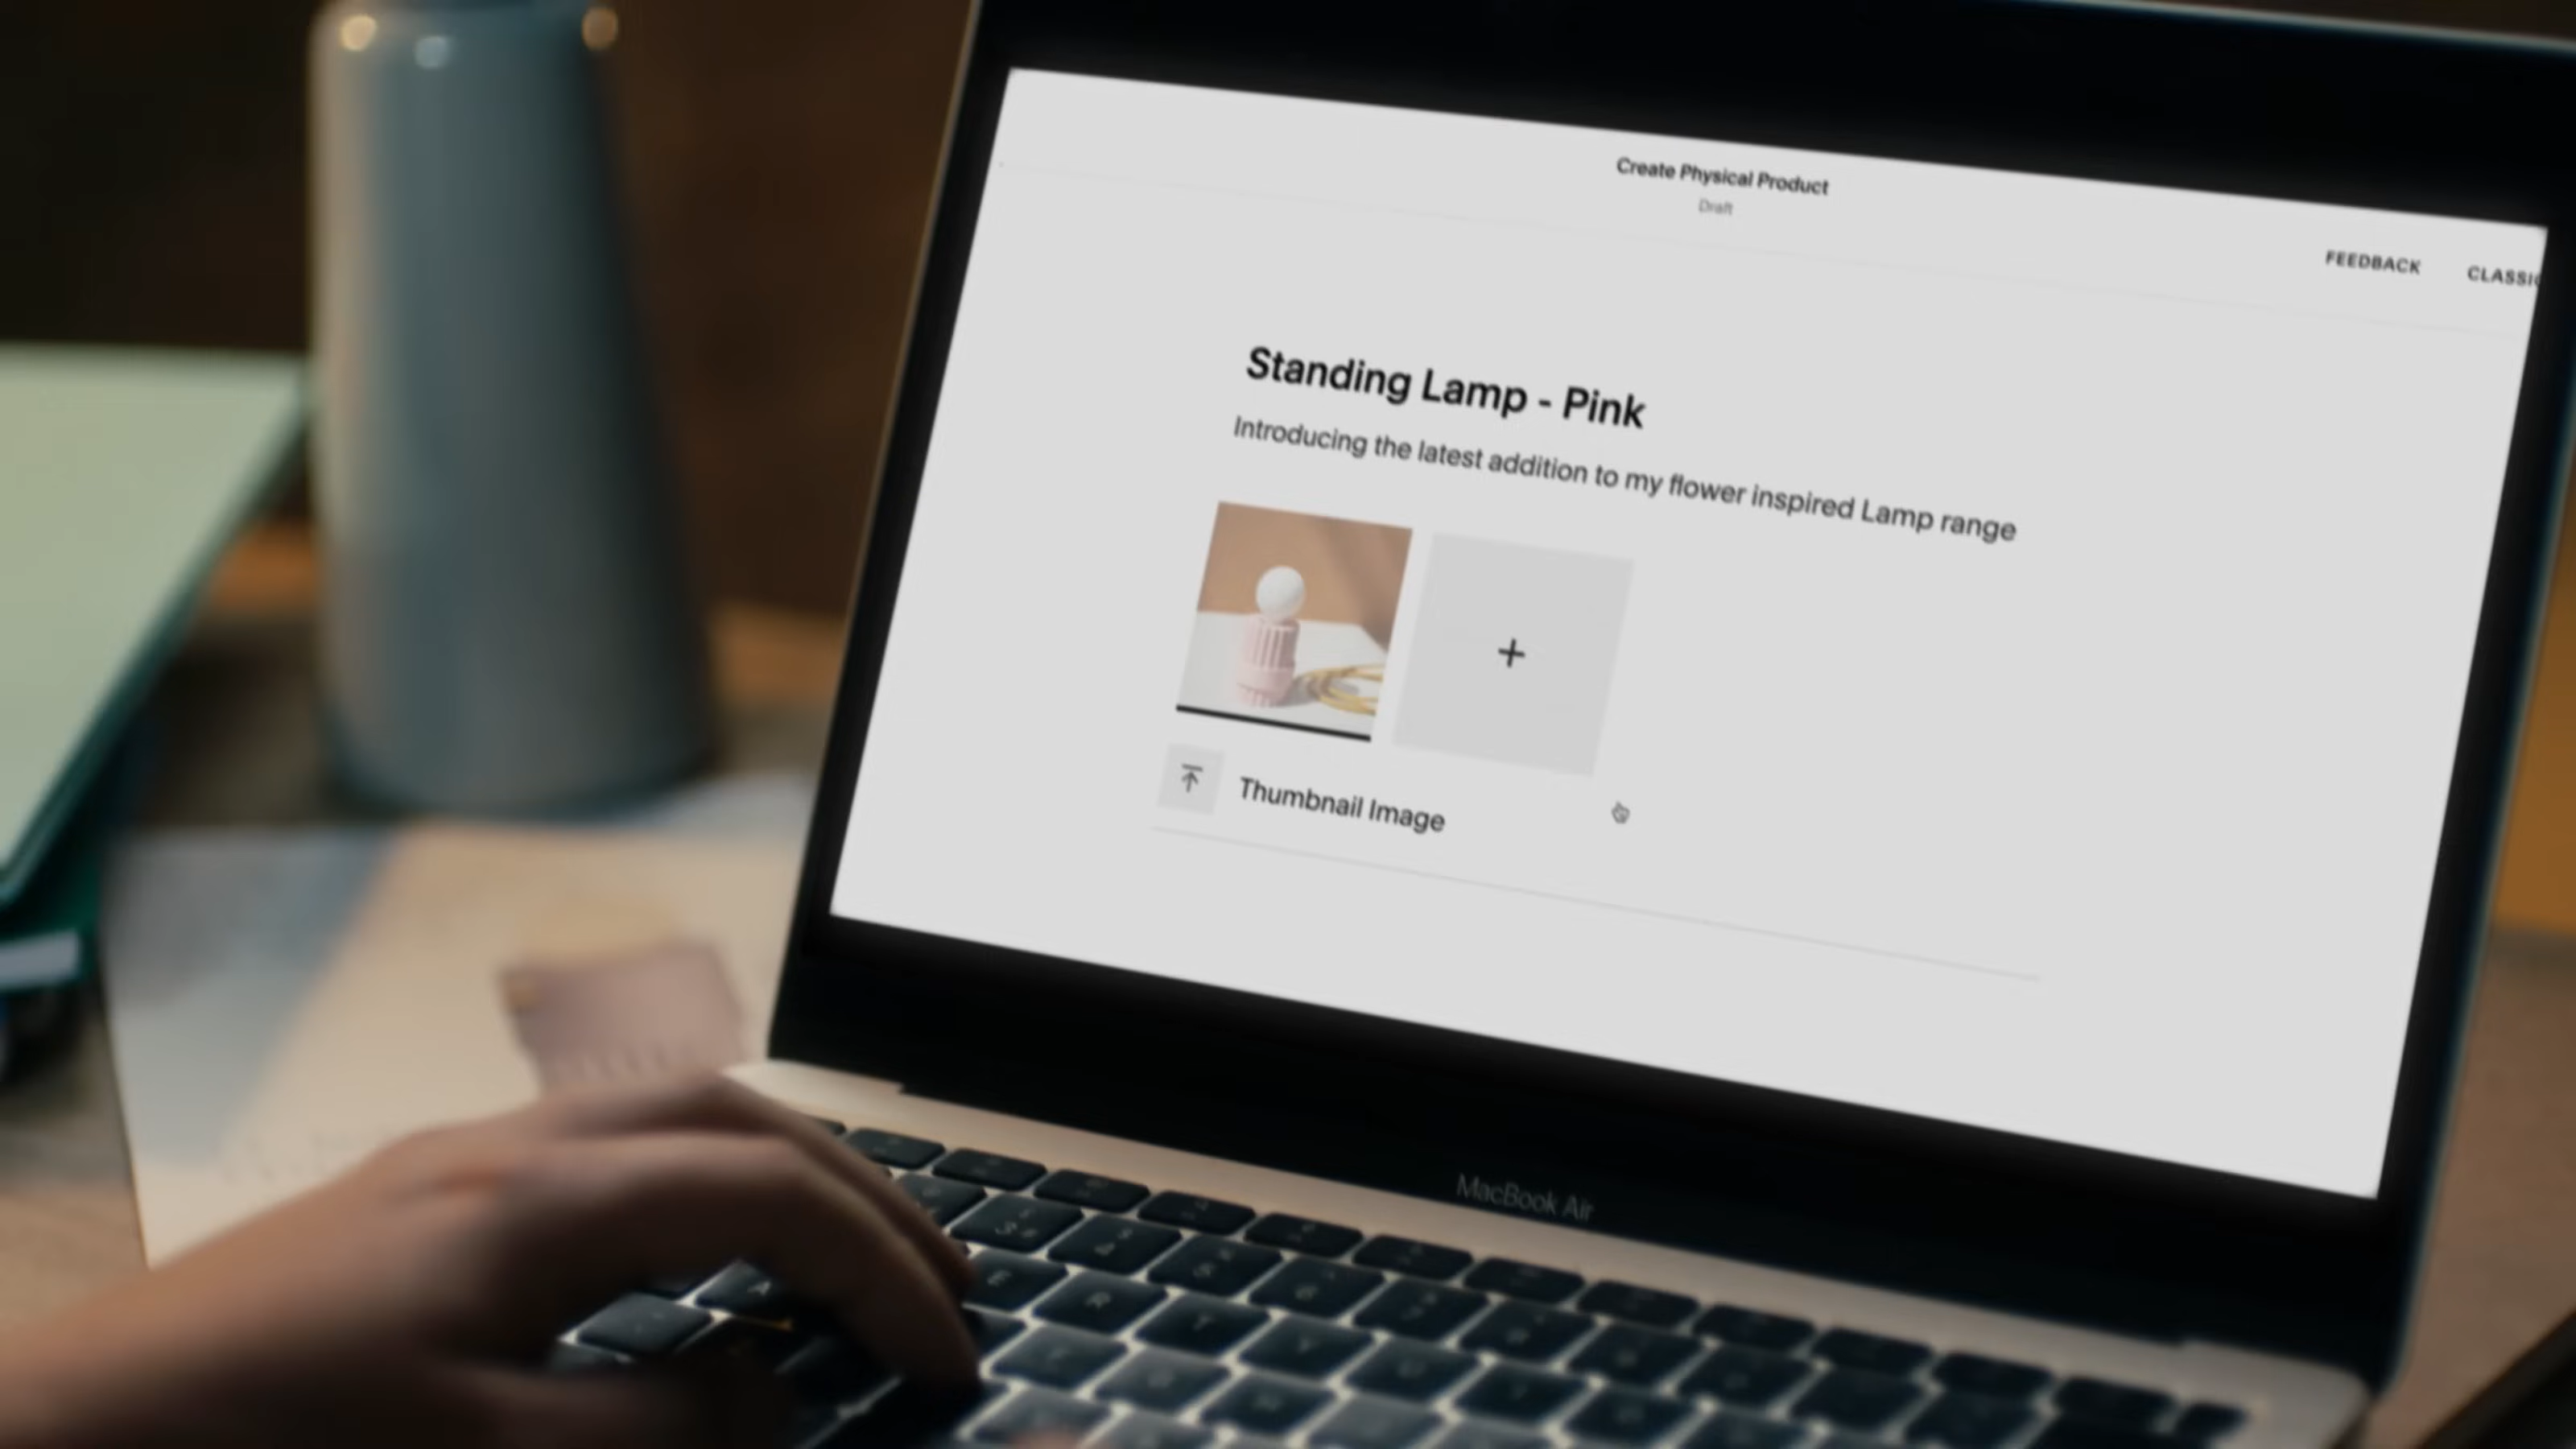 Create Physical Product
Draft
FEEDBACK CLASSIC
Standing Lamp - Pink
Introducing the latest addition to my flower inspired Lamp range
+
Thumbnail Image
MacBook Air